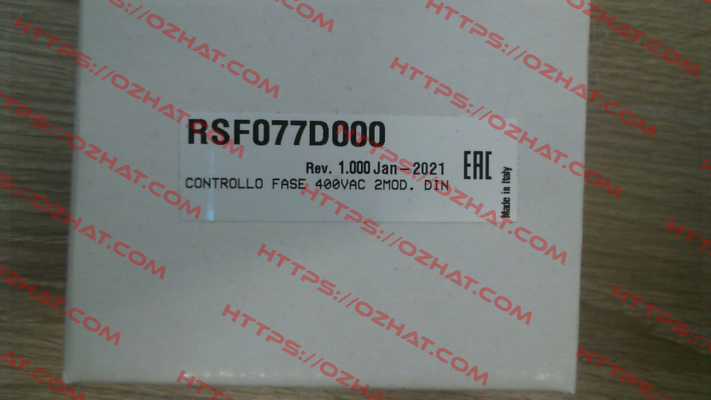 RSF077D000
Rev. 1.000 Jan-2021
EAC
CONTROLLO FASE 400VAC 2MOD. DIN
Made in Italy
HTTPS://OZHAT.COM